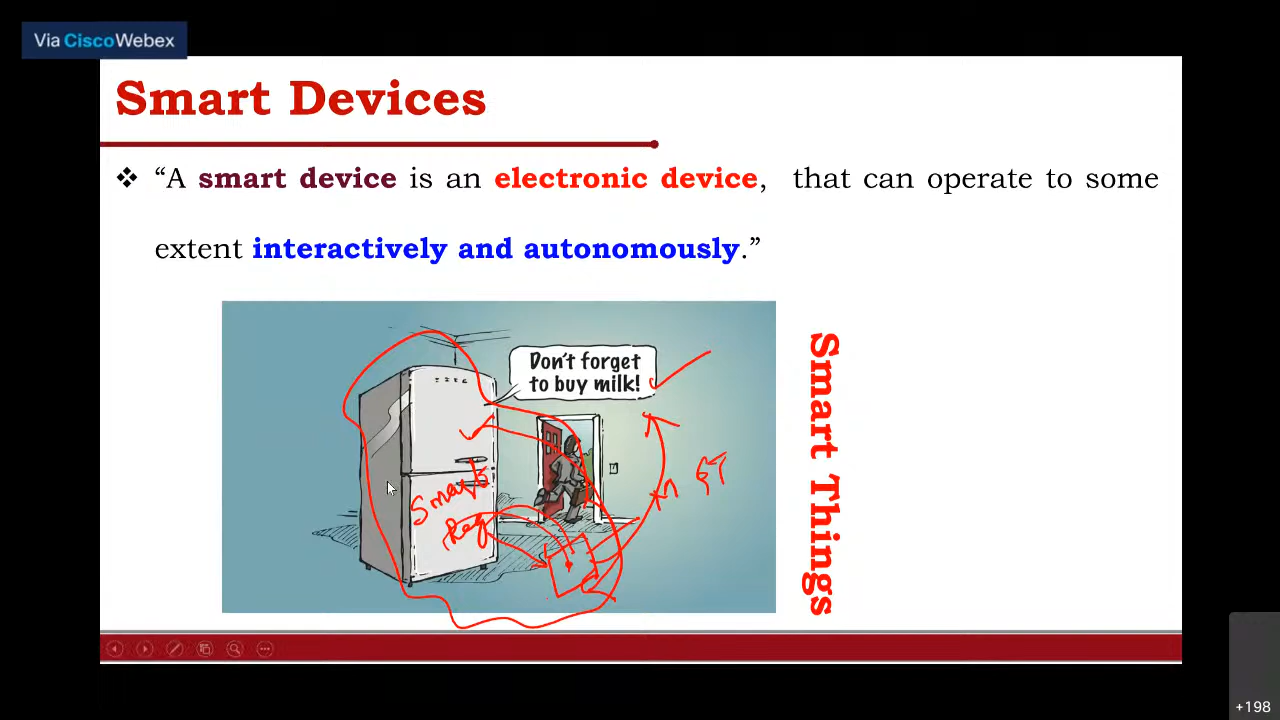 Via CiscoWebex
Smart Devices
❖ “A smart device is an electronic device, that can operate to some
extent interactively and autonomously.”
Don't forget
to buy milk!
Smart
Smart Things
+198